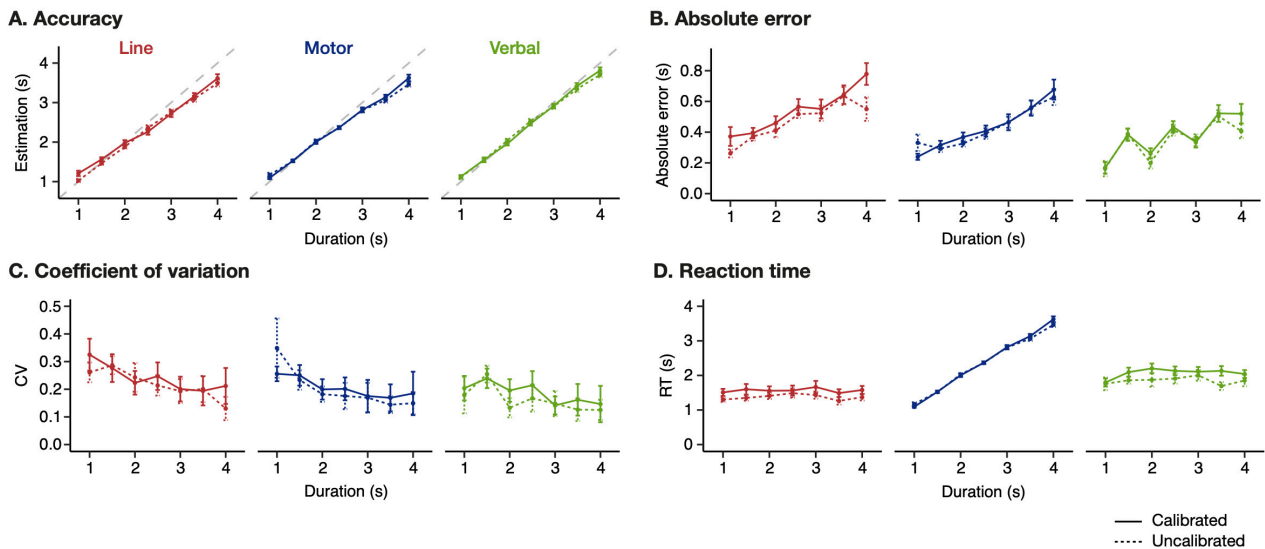 A. Accuracy
Line
Motor
Verbal
Estimation (s)
4
3
2
1
1 2 3 4
1 2 3 4
1 2 3 4
Duration (s)
B. Absolute error
Absolute error (s)
0.8
0.6
0.4
0.2
0.0
1 2 3 4
1 2 3 4
1 2 3 4
Duration (s)
C. Coefficient of variation
CV
0.5
0.4
0.3
0.2
0.1
0.0
1 2 3 4
1 2 3 4
1 2 3 4
Duration (s)
D. Reaction time
RT (s)
4
3
2
1
0
1 2 3 4
1 2 3 4
1 2 3 4
Duration (s)
Calibrated
Uncalibrated